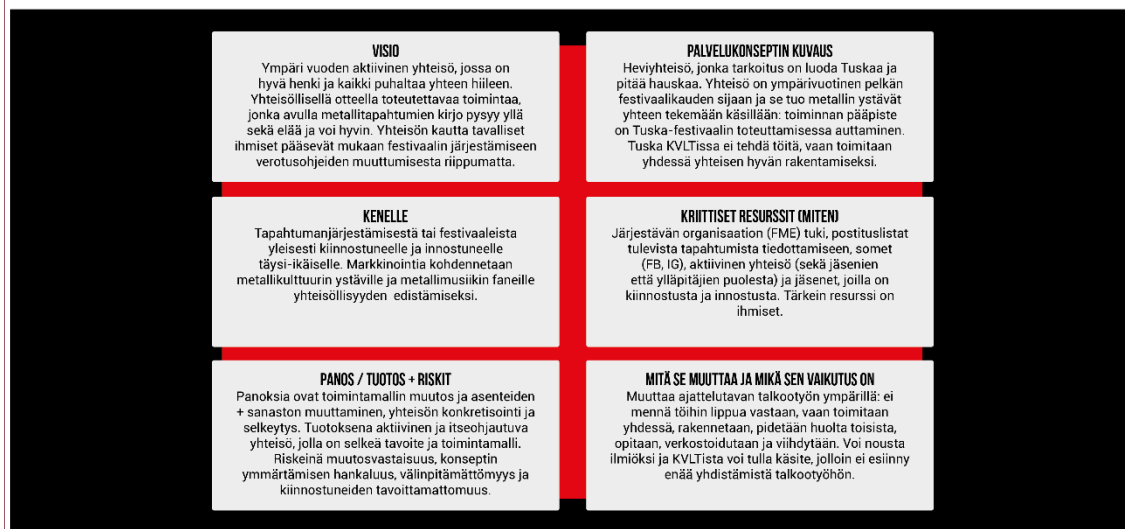 VISIO
Ympäri vuoden aktiivinen yhteisö, jossa on
hyvä henki ja kaikki puhaltaa yhteen hiileen.
Yhteisöllisellä otteella toteutettavaa toimintaa,
jonka avulla metallitapahtumien kirjo pysyy yllä
sekä elää ja voi hyvin. Yhteisön kautta tavalliset
ihmiset pääsevät mukaan festivaalin järjestämiseen
verotusohjeiden muuttumisesta riippumatta.
PALVELUKONSEPTIN KUVAUS
Heviyhteisö, jonka tarkoitus on luoda Tuskaa ja
pitää hauskaa. Yhteisö on ympärivuotinen pelkän
festivaalikauden sijaan ja se tuo metallin ystävät
yhteen tekemään käsillään: toiminnan pääpiste
on Tuska-festivaalin toteuttamisessa auttaminen.
Tuska KVLTissa ei tehdä töitä, vaan toimitaan
yhdessä yhteisen hyvän rakentamiseksi.
KENELLE
Tapahtumanjärjestämisestä tai festivaaleista
yleisesti kiinnostuneelle ja innostuneelle
täysi-ikäiselle. Markkinointia kohdennetaan
metallikulttuurin ystäville ja metallimusiikin faneille
yhteisöllisyyden edistämiseksi.
KRIITTISET RESURSSIT (MITEN)
Järjestävän organisaation (FME) tuki, postituslistat
tulevista tapahtumista tiedottamiseen, somet
(FB, IG), aktiivinen yhteisö (sekä jäsenien
että ylläpitäjien puolesta) ja jäsenet, joilla on
kiinnostusta ja innostusta. Tärkein resurssi on
ihmiset.
PANOS / TUOTOS + RISKIT
Panoksia ovat toimintamallin muutos ja asenteiden
+ sanaston muuttaminen, yhteisön konkretisointi ja
selkeytys. Tuotoksena aktiivinen ja itseohjautuva
yhteisö, jolla on selkeä tavoite ja toimintamalli.
Riskeinä muutosvastaisuus, konseptin
ymmärtämisen hankaluus, välinpitämättömyys ja
kiinnostuneiden tavoittamattomuus.
MITÄ SE MUUTTAA JA MIKÄ SEN VAIKUTUS ON
Muuttaa ajattelutavan talkootyön ympärillä: ei
mennä töihin lippua vastaan, vaan toimitaan
yhdessä, rakennetaan, pidetään huolta toisista,
opitaan, verkostoidutaan ja viihdytään. Voi nousta
ilmiöksi ja KVLTista voi tulla käsite, jolloin ei esiinny
enää yhdistämistä talkootyöhön.